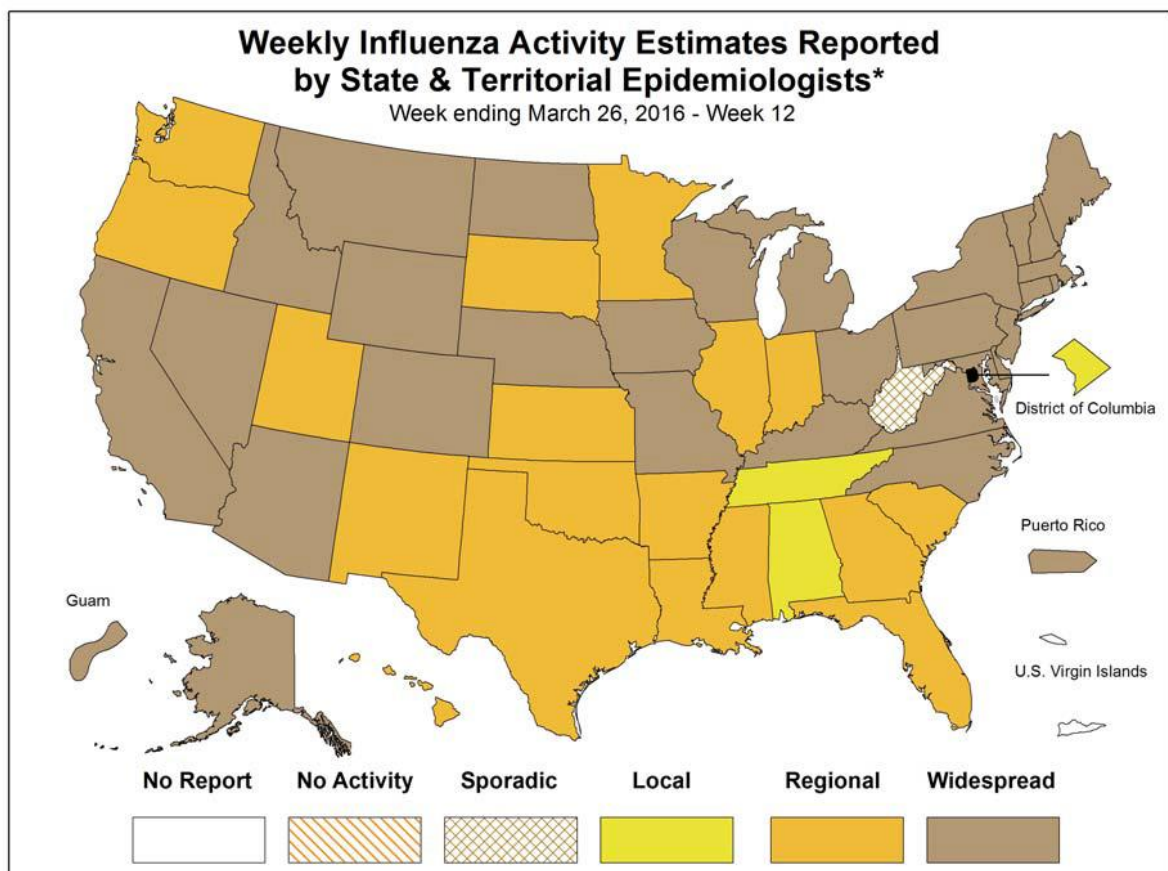 Weekly Influenza Activity Estimates Reported
by State & Territorial Epidemiologists*
Week ending March 26, 2016 - Week 12
District of Columbia
Puerto Rico
Guam
U.S. Virgin Islands
No Report No Activity Sporadic Local Regional Widespread